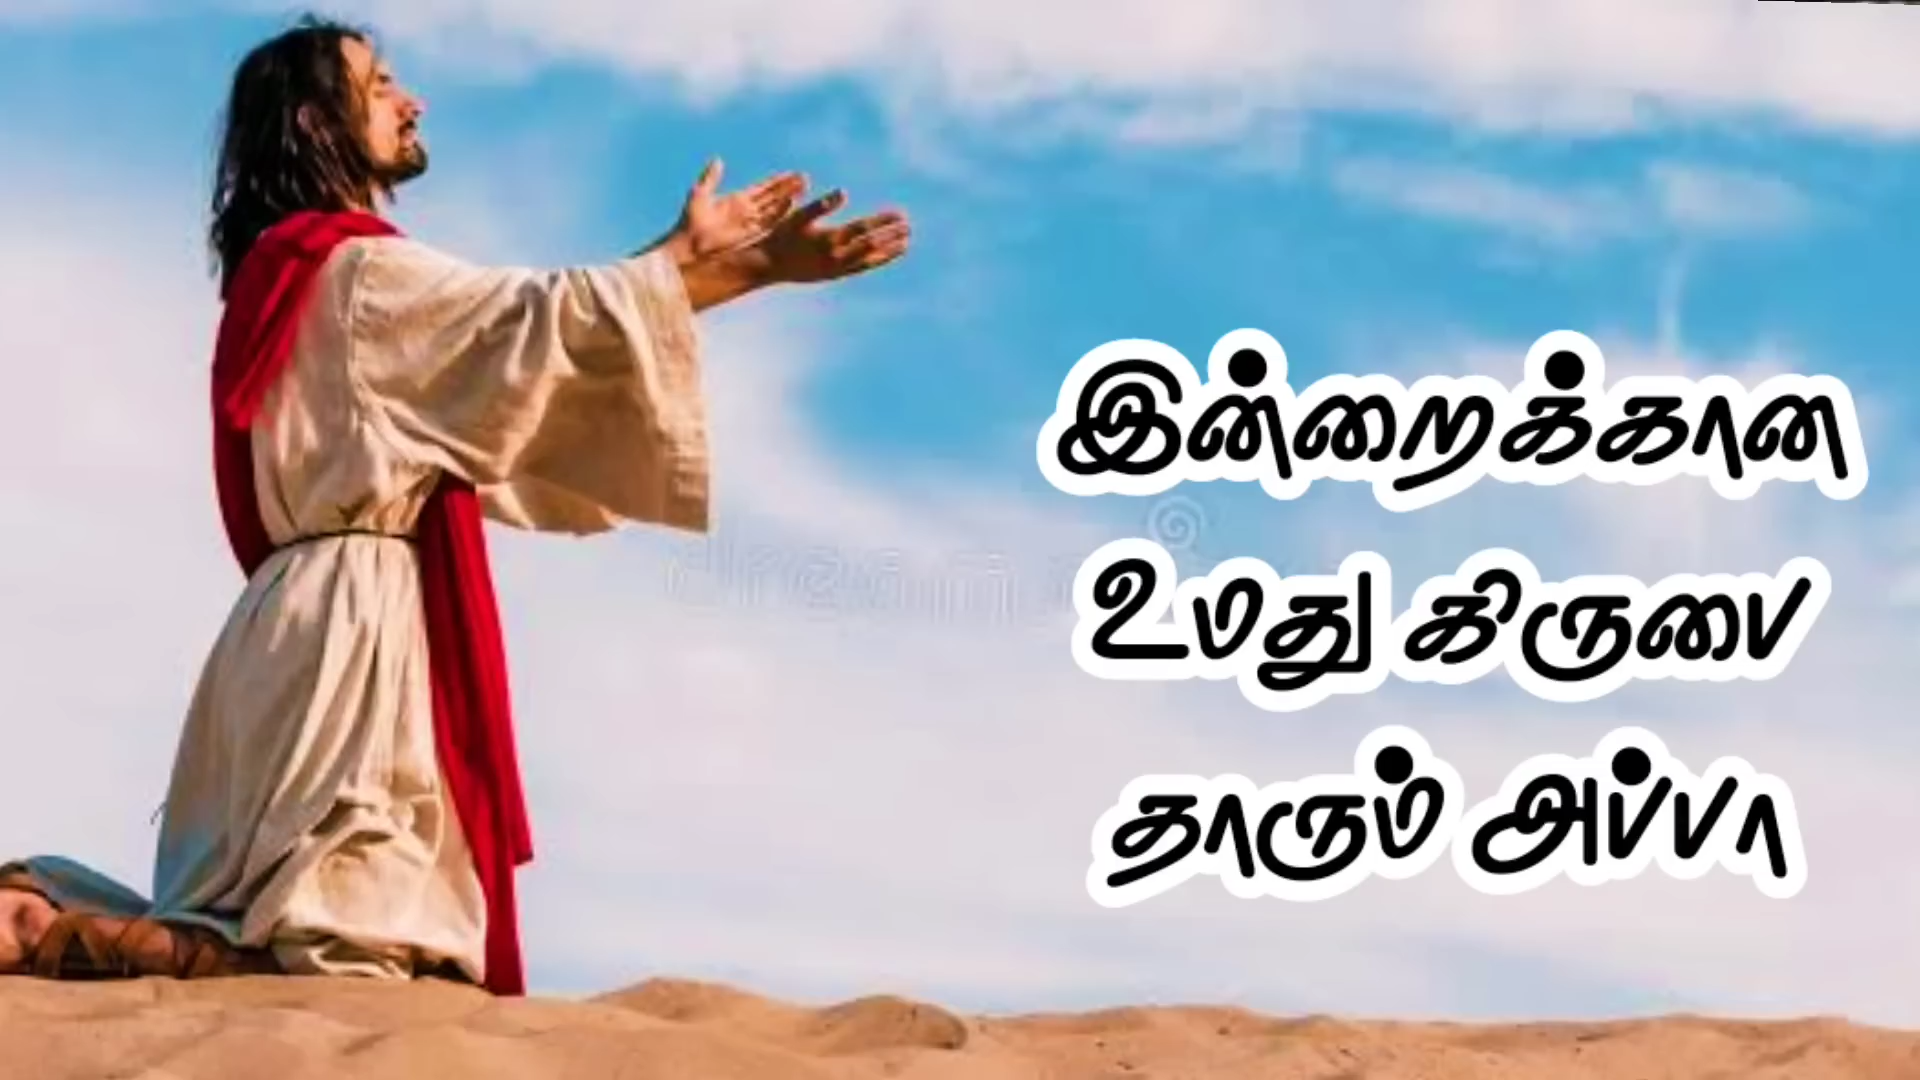 இன்றைக்கான
உமது கிருபை
தாரும் அப்பா